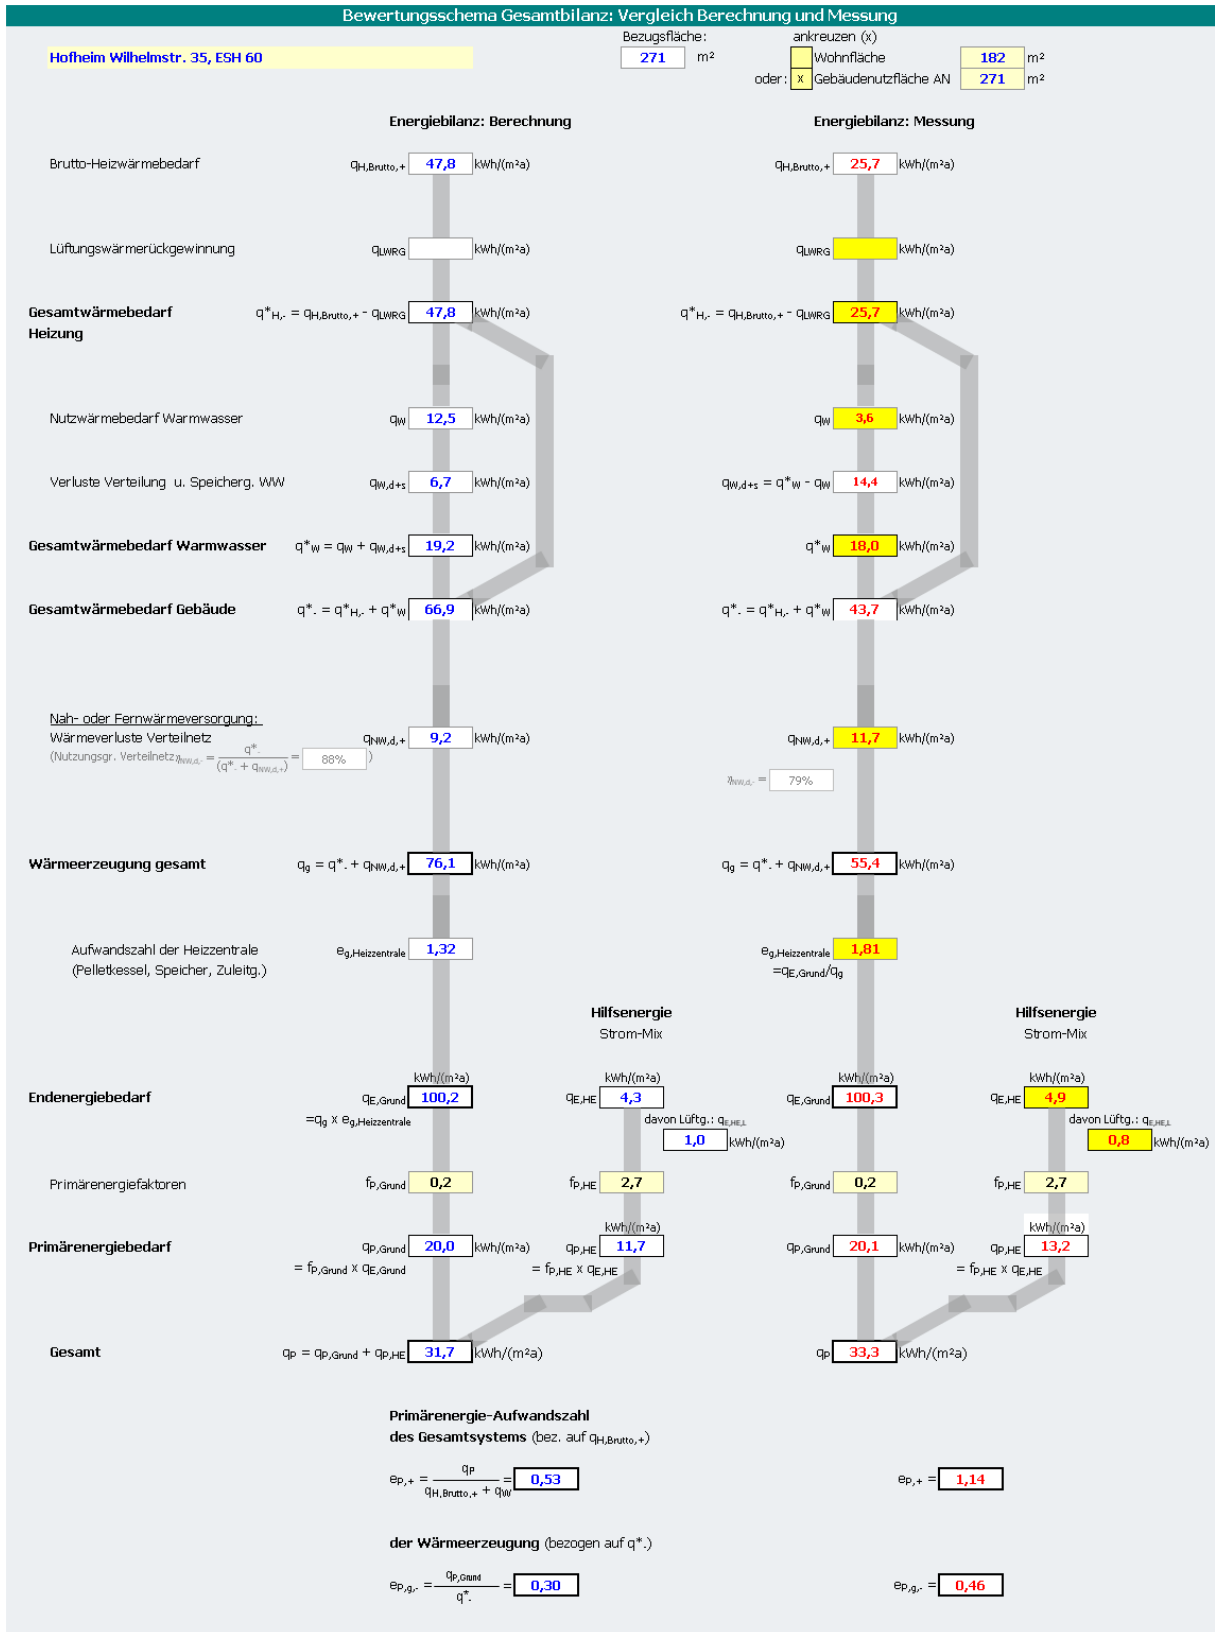 Bewertungsschema Gesamtbilanz: Vergleich Berechnung und Messung
Bezugsfläche: ankreuzen (x)
Hofheim Wilhelmstr. 35, ESH 60 271 m² Wohnfläche 182 m²
oder: x Gebäudenutzfläche AN 271 m²
Energiebilanz: Berechnung Energiebilanz: Messung
Brutto-Heizwärmebedarf qH,Brutto,+ 47,8 kWh/(m²a) qH,Brutto,+ 25,7 kWh/(m²a)
Lüftungswärmerückgewinnung qLWRG kWh/(m²a) qLWRG kWh/(m²a)
Gesamtwärmebedarf q*H,- = qH,Brutto,+ - qLWRG 47,8 kWh/(m²a) q*H,- = qH,Brutto,+ - qLWRG 25,7 kWh/(m²a)
Heizung
Nutzwärmebedarf Warmwasser qW 12,5 kWh/(m²a) qW 3,6 kWh/(m²a)
Verluste Verteilung u. Speicherg. WW qW,d+s 6,7 kWh/(m²a) qW,d+s = q*W - qW 14,4 kWh/(m²a)
Gesamtwärmebedarf Warmwasser q*W = qW + qW,d+s 19,2 kWh/(m²a) q*W 18,0 kWh/(m²a)
Gesamtwärmebedarf Gebäude q*- = q*H,- + q*W 66,9 kWh/(m²a) q*- = q*H,- + q*W 43,7 kWh/(m²a)
Nah- oder Fernwärmeversorgung:
Wärmeverluste Verteilnetz qNW,d,+ 9,2 kWh/(m²a) qNW,d,+ 11,7 kWh/(m²a)
(Nutzungsgr. Verteilnetz ηNW,d,- = q*- / (q*- + qNW,d,+) = 88% ) ηNW,d,- = 79%
Wärmeerzeugung gesamt qg = q*- + qNW,d,+ 76,1 kWh/(m²a) qg = q*- + qNW,d,+ 55,4 kWh/(m²a)
Aufwandszahl der Heizzentrale eg,Heizzentrale 1,32 eg,Heizzentrale 1,81
(Pelletkessel, Speicher, Zuleitg.) =qE,Grund/qg
Hilfsenergie Hilfsenergie
Strom-Mix Strom-Mix
kWh/(m²a) kWh/(m²a) kWh/(m²a) kWh/(m²a)
Endenergiebedarf qE,Grund 100,2 qE,HE 4,3 qE,Grund 100,3 qE,HE 4,9
=qg x eg,Heizzentrale davon Lüftg.: qE,HE,L davon Lüftg.: qE,HE,L
1,0 kWh/(m²a) 0,8 kWh/(m²a)
Primärenergiefaktoren fP,Grund 0,2 fP,HE 2,7 fP,Grund 0,2 fP,HE 2,7
kWh/(m²a) kWh/(m²a)
Primärenergiebedarf qP,Grund 20,0 kWh/(m²a) qP,HE 11,7 qP,Grund 20,1 kWh/(m²a) qP,HE 13,2
= fP,Grund x qE,Grund = fP,HE x qE,HE = fP,HE x qE,HE
Gesamt qP = qP,Grund + qP,HE 31,7 kWh/(m²a) qP 33,3 kWh/(m²a)
Primärenergie-Aufwandszahl
des Gesamtsystems (bez. auf qH,Brutto,+)
eP,+ = qP / qH,Brutto,+ + qW = 0,53 eP,+ = 1,14
der Wärmeerzeugung (bezogen auf q*-)
eP,g,- = qP,Grund / q*- = 0,30 eP,g,- = 0,46